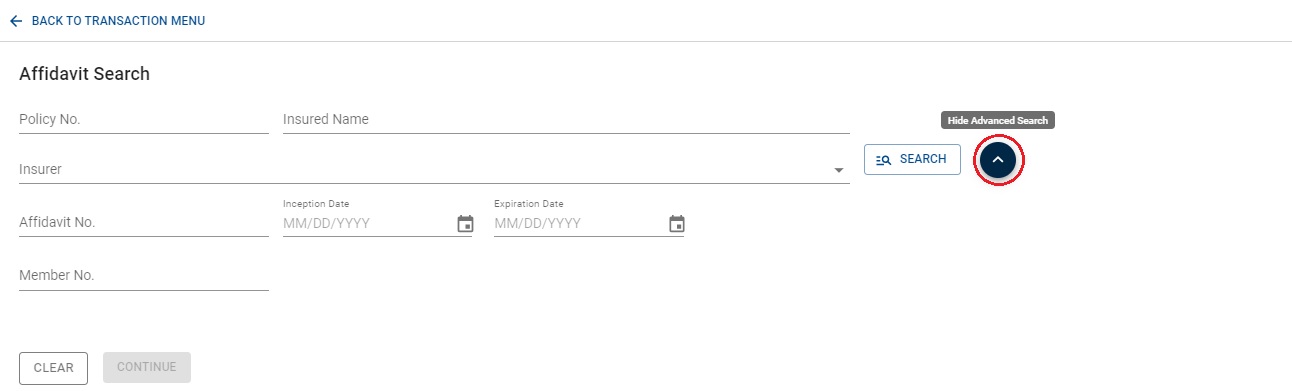 BACK TO TRANSACTION MENU
Affidavit Search
Policy No.
Insured Name
Hide Advanced Search
Insurer
SEARCH
Affidavit No.
Inception Date
MM/DD/YYYY
Expiration Date
MM/DD/YYYY
Member No.
CLEAR
CONTINUE